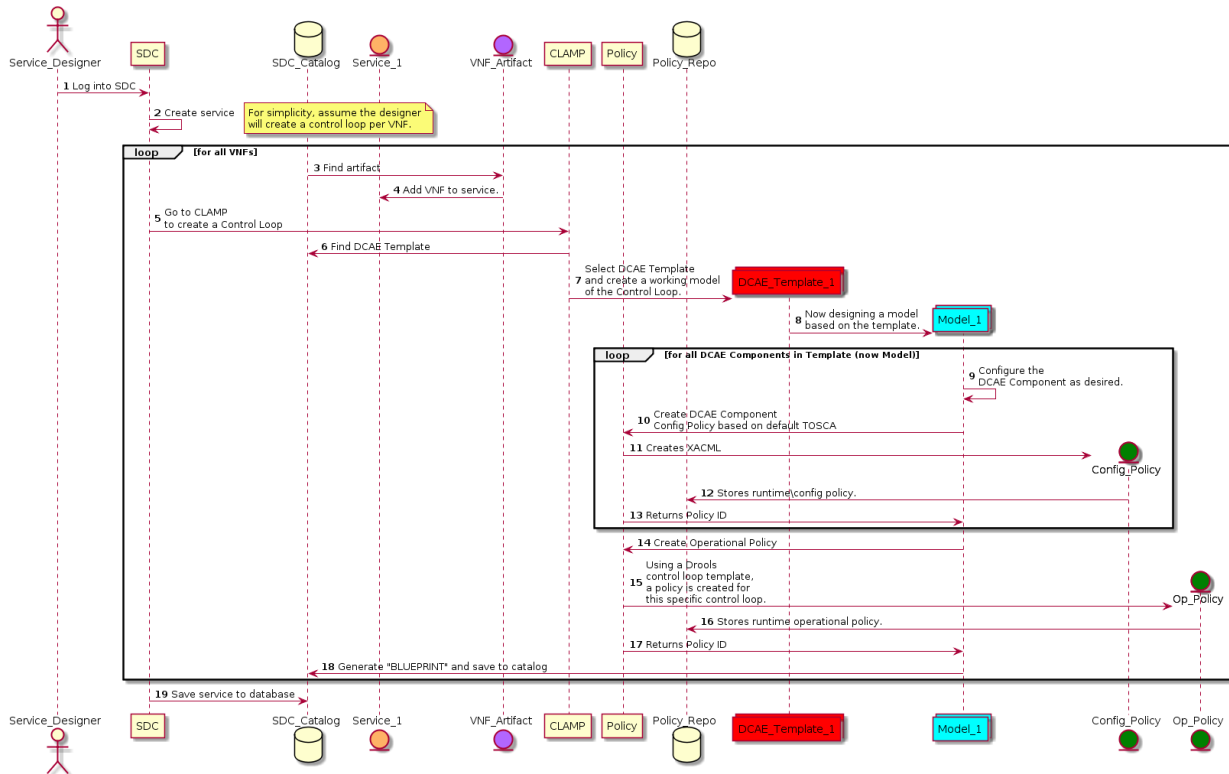 Service_Designer
SDC
SDC_Catalog
Service_1
VNF_Artifact
CLAMP
Policy
Policy_Repo
1 Log into SDC
2 Create service
For simplicity, assume the designer
will create a control loop per VNF.
loop [for all VNFs]
3 Find artifact
4 Add VNF to service.
5 Go to CLAMP
to create a Control Loop
6 Find DCAE Template
7 Select DCAE Template
and create a working model
of the Control Loop.
DCAE_Template_1
8 Now designing a model
based on the template.
Model_1
loop [for all DCAE Components in Template (now Model)]
9 Configure the
DCAE Component as desired.
10 Create DCAE Component
Config Policy based on default TOSCA
11 Creates XACML
Config_Policy
12 Stores runtime\config policy.
13 Returns Policy ID
14 Create Operational Policy
15 Using a Drools
control loop template,
a policy is created for
this specific control loop.
Op_Policy
16 Stores runtime operational policy.
17 Returns Policy ID
18 Generate "BLUEPRINT" and save to catalog
19 Save service to database
Service_Designer
SDC
SDC_Catalog
Service_1
VNF_Artifact
CLAMP
Policy
Policy_Repo
DCAE_Template_1
Model_1
Config_Policy
Op_Policy